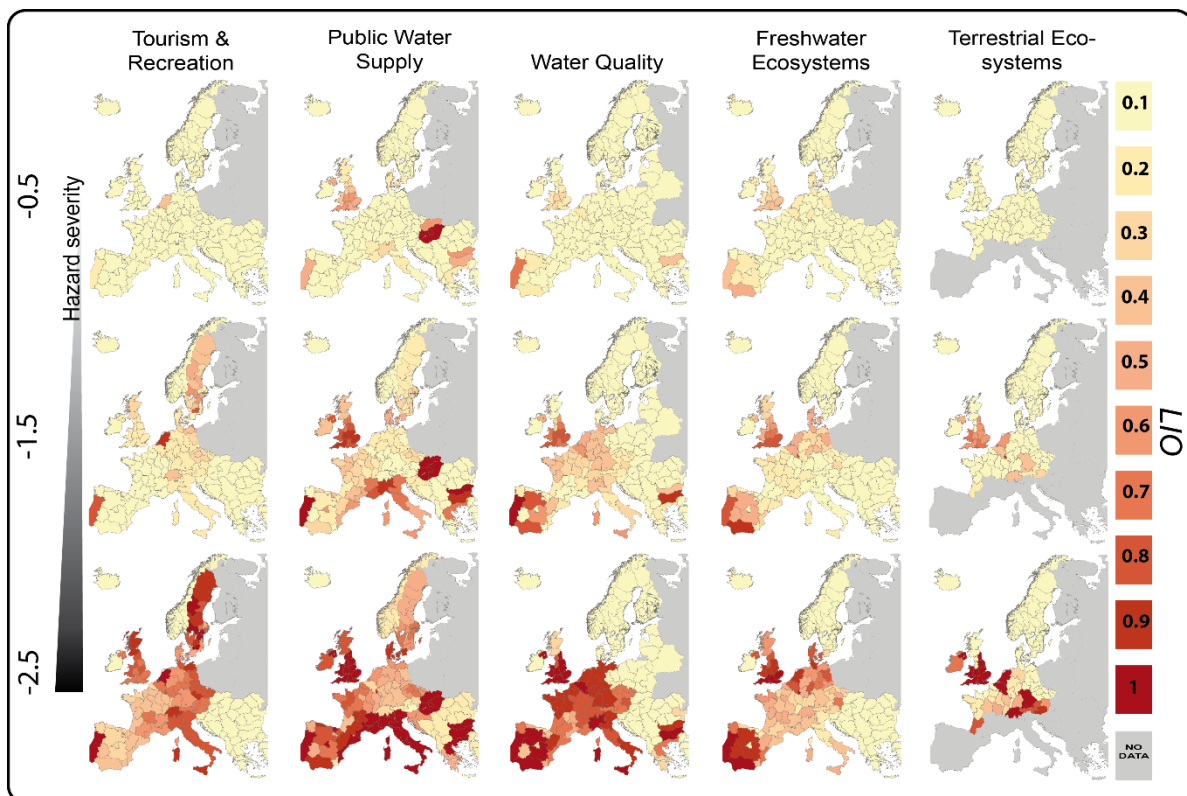 Tourism &
Recreation
Public Water
Supply
Water Quality
Freshwater
Ecosystems
Terrestrial Eco-
systems
-0.5
-1.5
-2.5
Hazard severity
0.1
0.2
0.3
0.4
0.5
0.6
0.7
0.8
0.9
1
NO
DATA
LIO